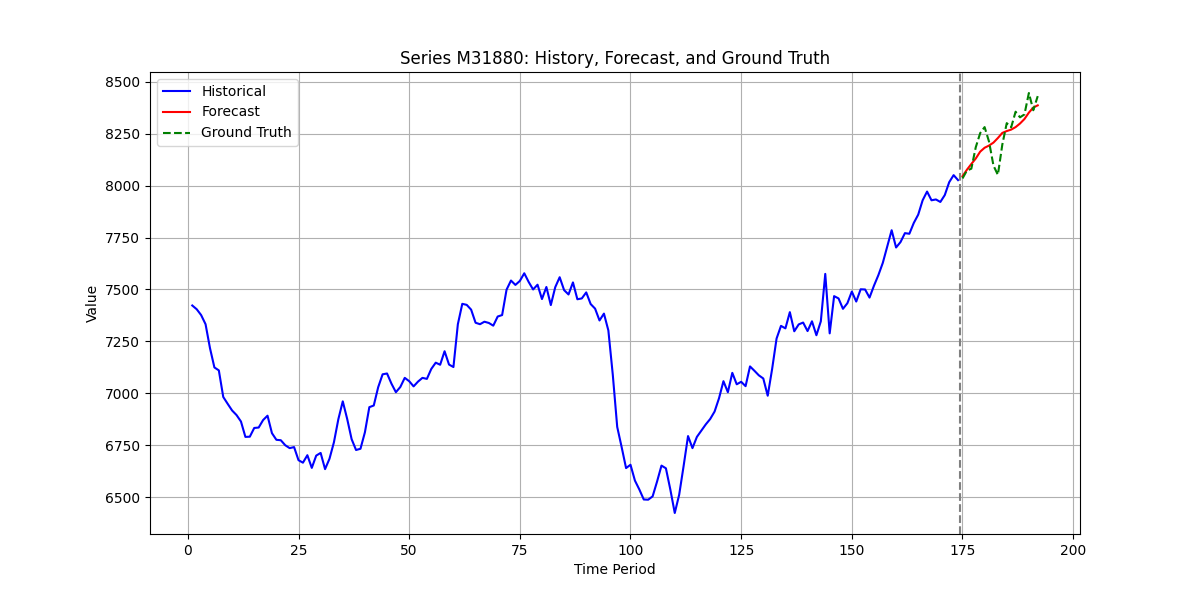 Series M31880: History, Forecast, and Ground Truth
Historical
Forecast
Ground Truth
8500
8250
8000
7750
7500
7250
7000
6750
6500
Value
0 25 50 75 100 125 150 175 200
Time Period